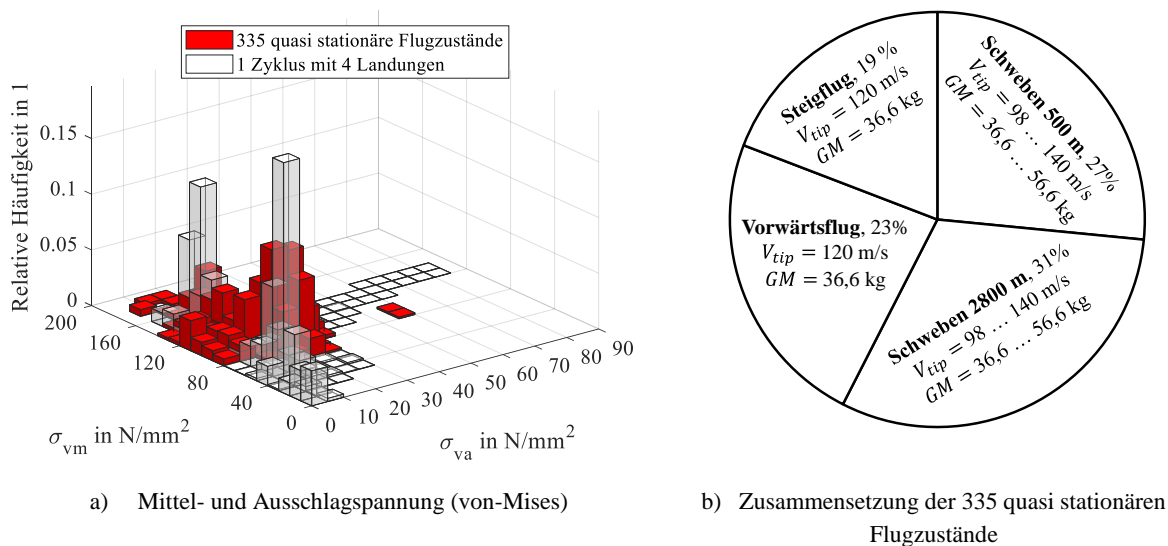 335 quasi stationäre Flugzustände
1 Zyklus mit 4 Landungen
Relative Häufigkeit in 1
0.15
0.1
0.05
0
200
160
120
80
40
0
0
10
20
30
40
50
60
70
80
90
σvm in N/mm²
σva in N/mm²
a) Mittel- und Ausschlagspannung (von-Mises)
Steigflug, 19 %
Vtip = 120 m/s
GM = 36,6 kg
Schweben 500 m, 27%
Vtip = 98 … 140 m/s
GM = 36,6 … 56,6 kg
Vorwärtsflug, 23%
Vtip = 120 m/s
GM = 36,6 kg
Schweben 2800 m, 31%
Vtip = 98 … 140 m/s
GM = 36,6 … 56,6 kg
b) Zusammensetzung der 335 quasi stationären
Flugzustände